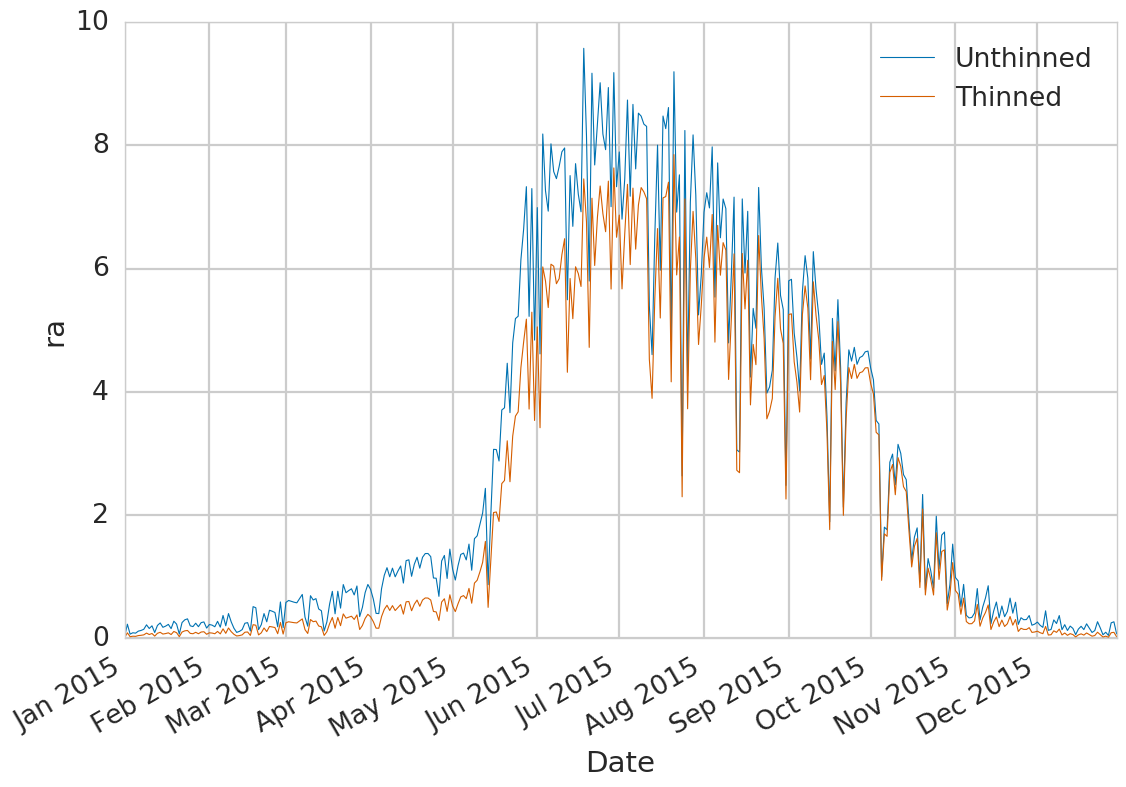 10
8
6
4
2
0
ra
Unthinned
Thinned
Jan 2015
Feb 2015
Mar 2015
Apr 2015
May 2015
Jun 2015
Jul 2015
Aug 2015
Sep 2015
Oct 2015
Nov 2015
Dec 2015
Date